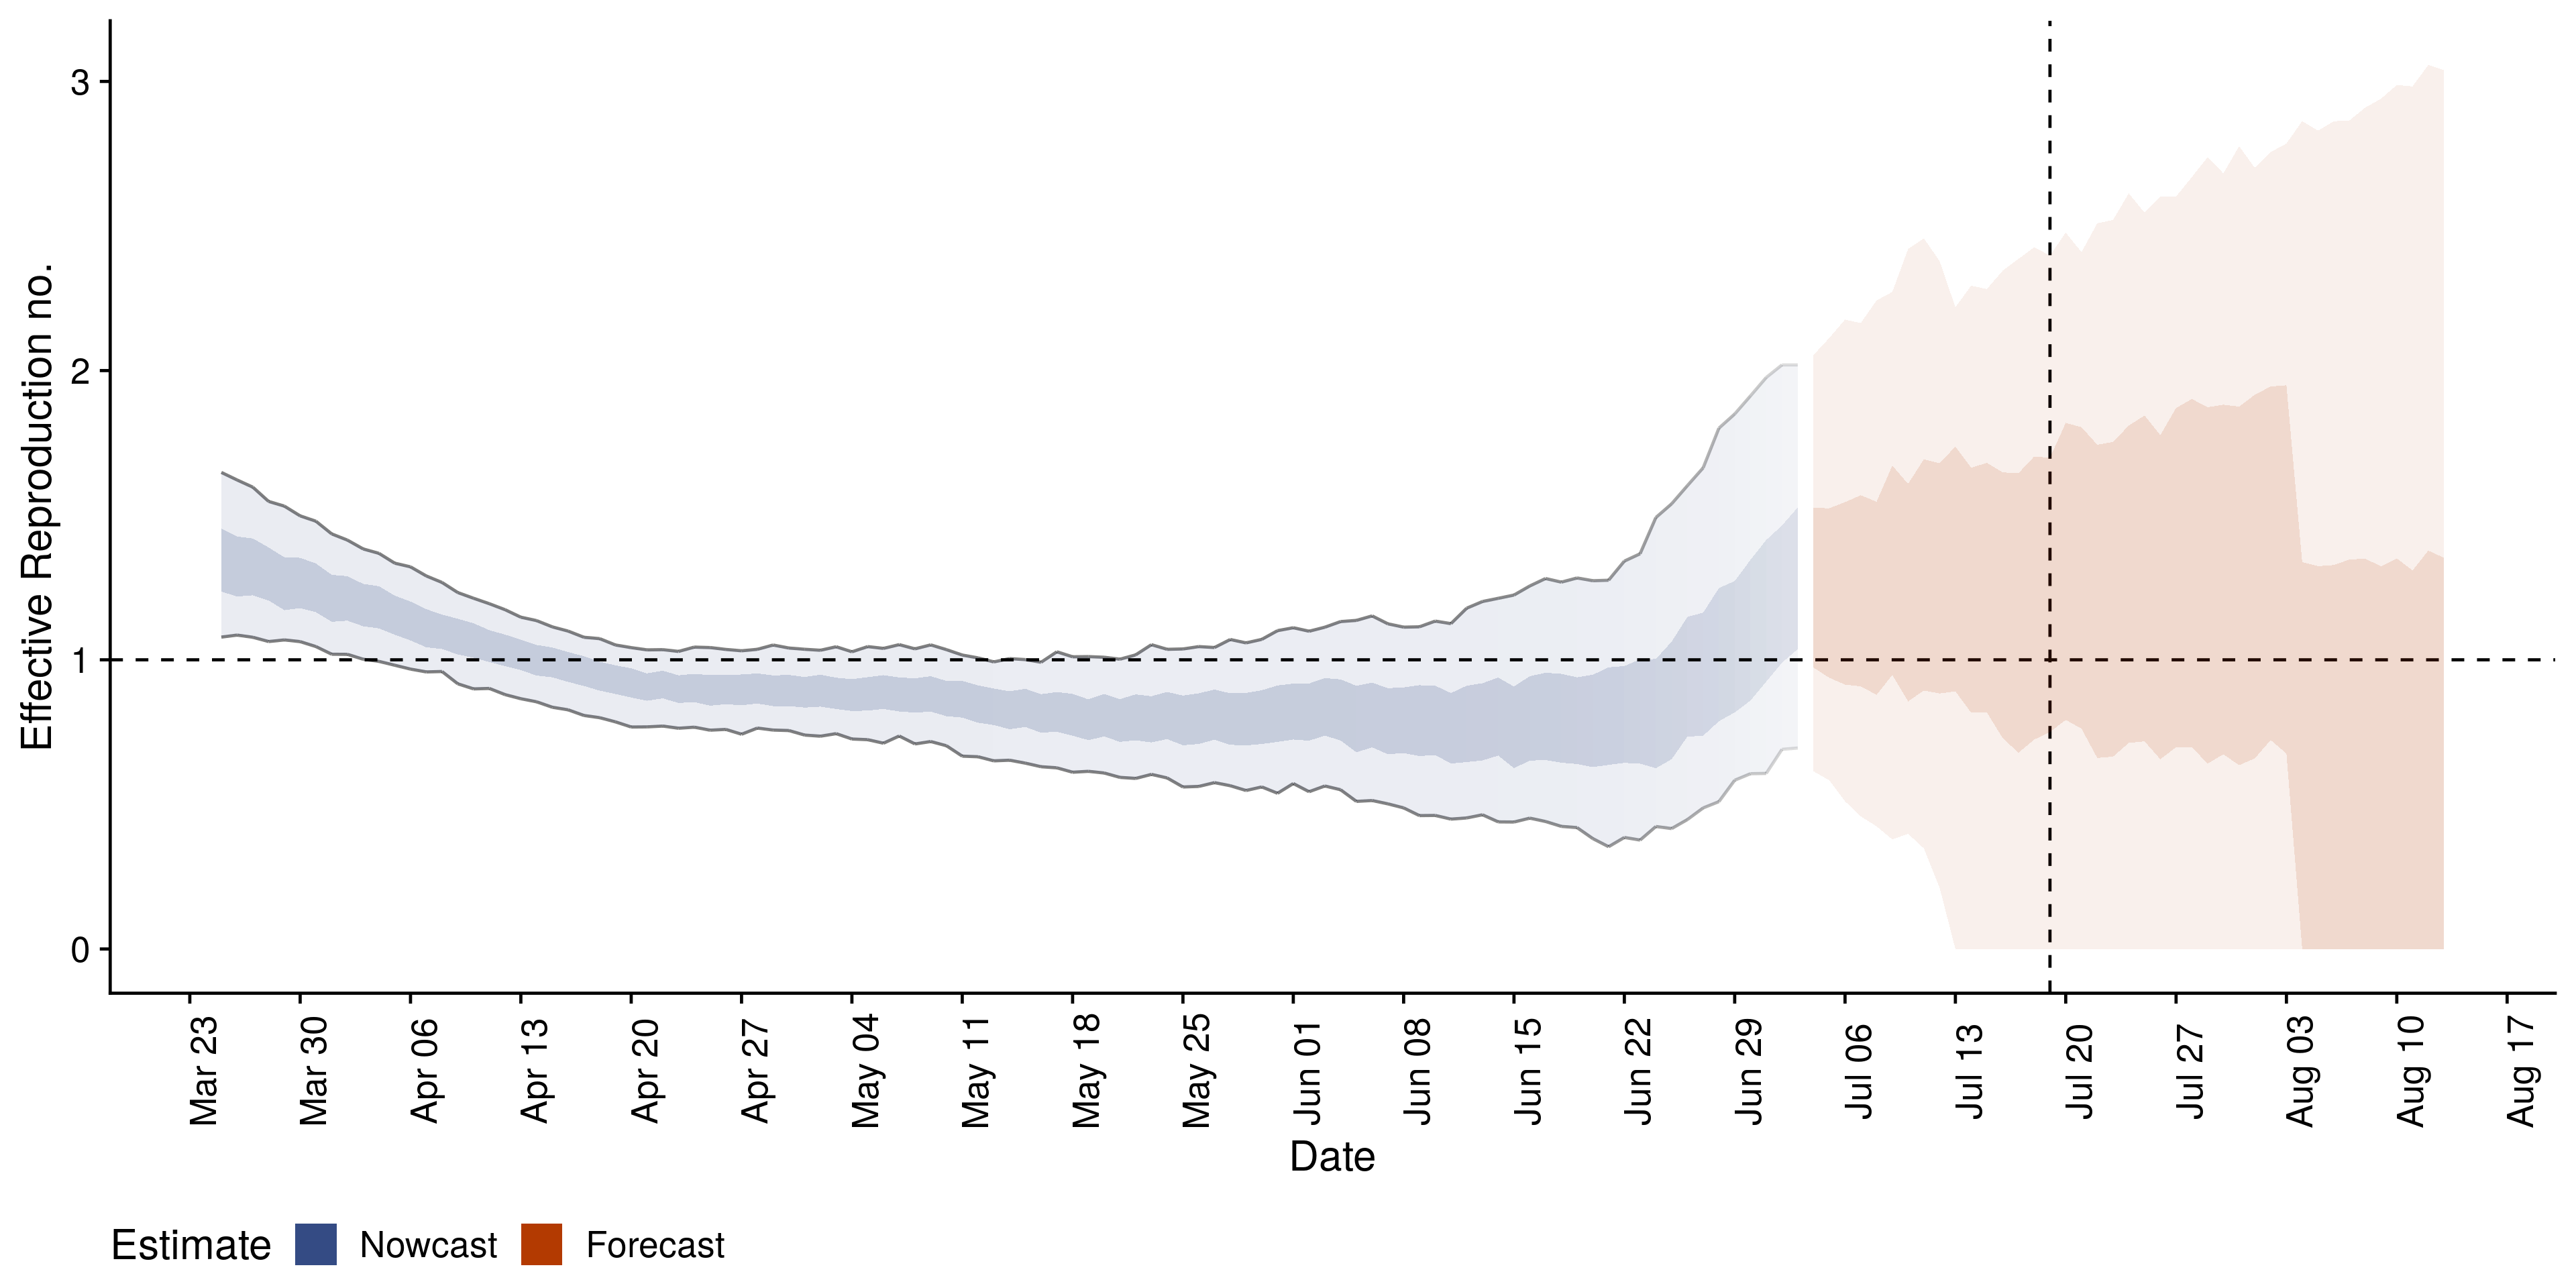 Effective Reproduction no.
3
2
1
0
Mar 23
Mar 30
Apr 06
Apr 13
Apr 20
Apr 27
May 04
May 11
May 18
May 25
Jun 01
Jun 08
Jun 15
Jun 22
Jun 29
Jul 06
Jul 13
Jul 20
Jul 27
Aug 03
Aug 10
Aug 17
Date
Estimate Nowcast Forecast